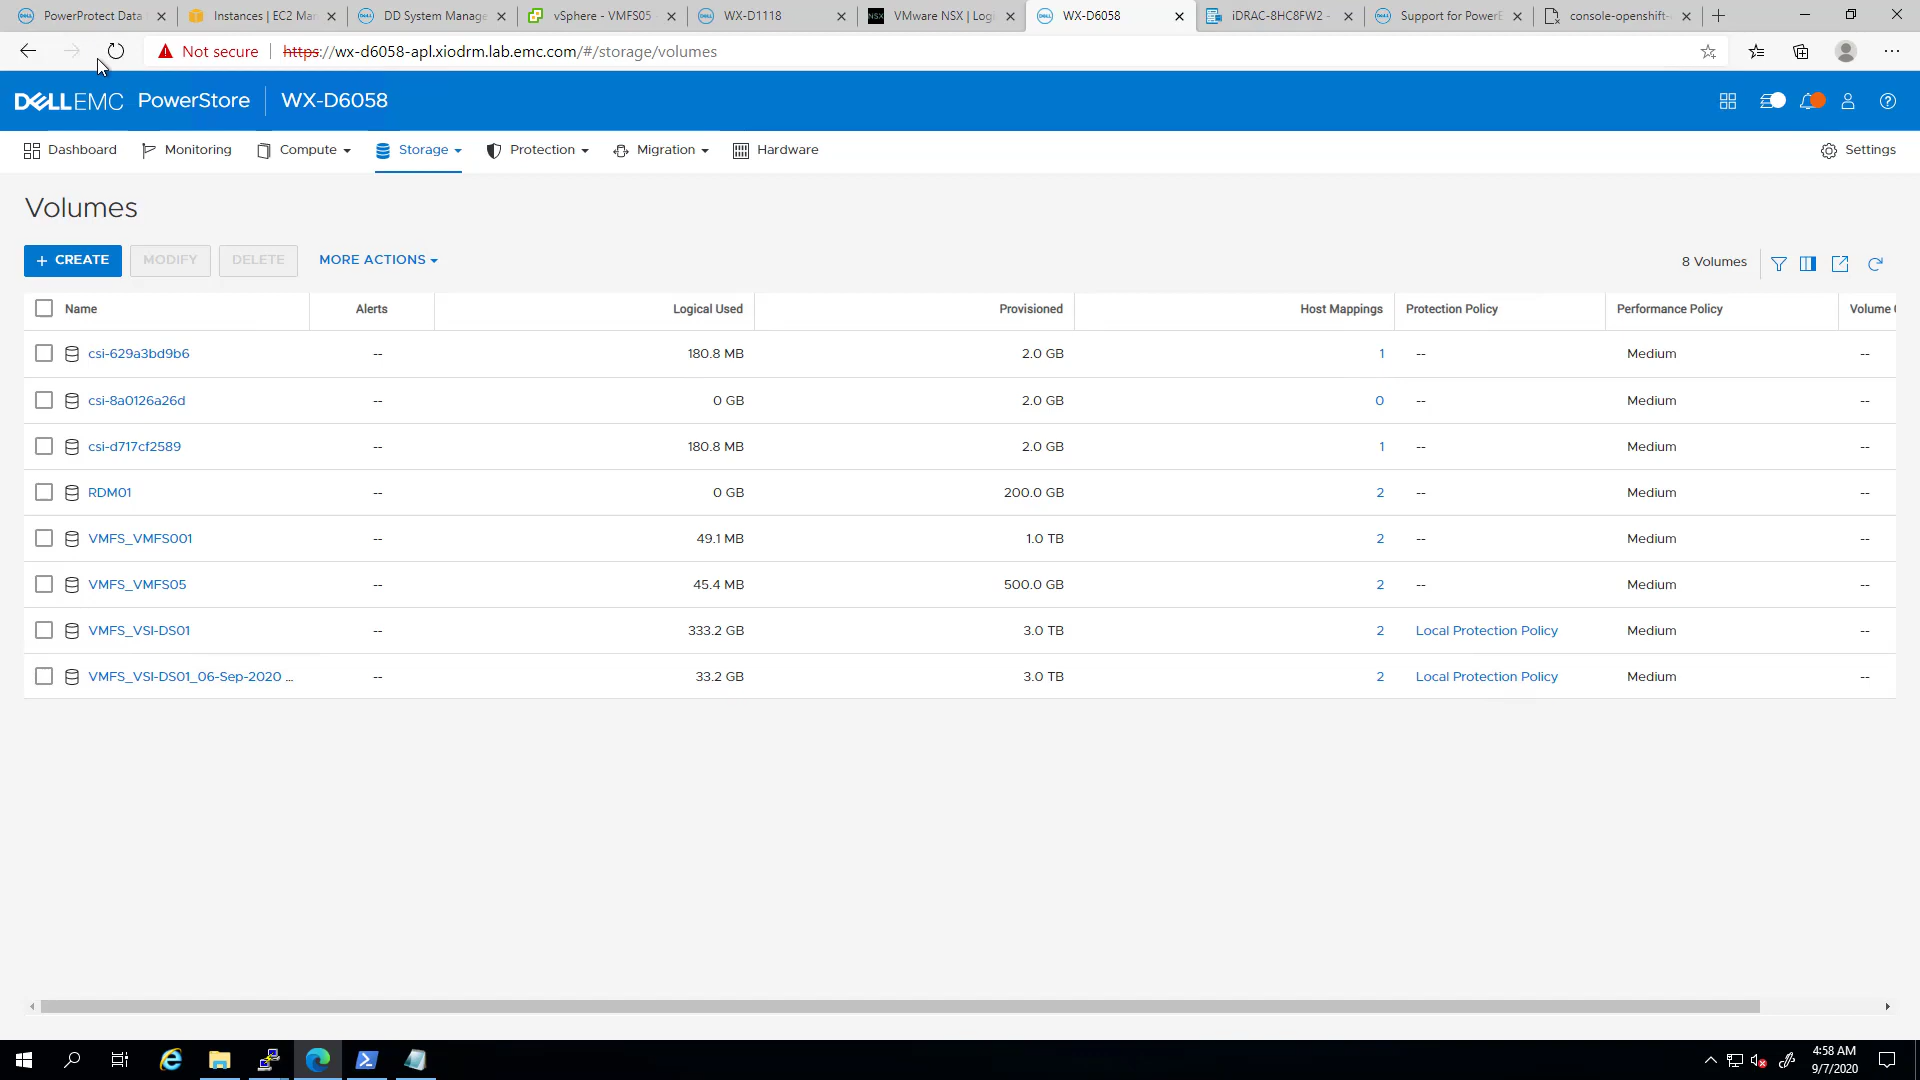 PowerProtect Data
Instances | EC2 Mar
DD System Manage
vSphere - VMFS05
WX-D1118
VMware NSX | Logi
WX-D6058
iDRAC-8HC8FW2 -
Support for PowerE
console-openshift-
Not secure
https://wx-d6058-apl.xiodrm.lab.emc.com/#/storage/volumes
DELLEMC PowerStore WX-D6058
Dashboard Monitoring Compute Storage Protection Migration Hardware Settings
Volumes
+ CREATE MODIFY DELETE MORE ACTIONS 8 Volumes
Name Alerts Logical Used Provisioned Host Mappings Protection Policy Performance Policy Volume
csi-629a3bd9b6 -- 180.8 MB 2.0 GB 1 -- Medium --
csi-8a0126a26d -- 0 GB 2.0 GB 0 -- Medium --
csi-d717cf2589 -- 180.8 MB 2.0 GB 1 -- Medium --
RDM01 -- 0 GB 200.0 GB 2 -- Medium --
VMFS_VMFS001 -- 49.1 MB 1.0 TB 2 -- Medium --
VMFS_VMFS05 -- 45.4 MB 500.0 GB 2 -- Medium --
VMFS_VSI-DS01 -- 333.2 GB 3.0 TB 2 Local Protection Policy Medium --
VMFS_VSI-DS01_06-Sep-2020 ... -- 33.2 GB 3.0 TB 2 Local Protection Policy Medium --
4:58 AM
9/7/2020